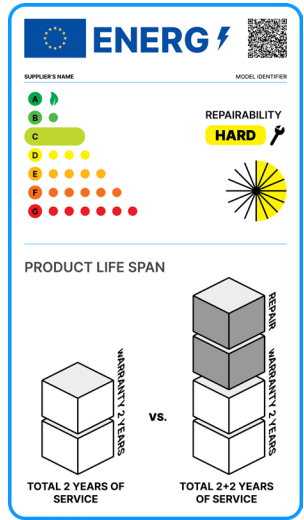 ENERG
SUPPLIER'S NAME
MODEL IDENTIFIER
A
B
C
D
E
F
G
REPAIRABILITY
HARD
PRODUCT LIFE SPAN
WARRANTY 2 YEARS
vs.
REPAIR
WARRANTY 2 YEARS
TOTAL 2 YEARS OF
SERVICE
TOTAL 2+2 YEARS
OF SERVICE